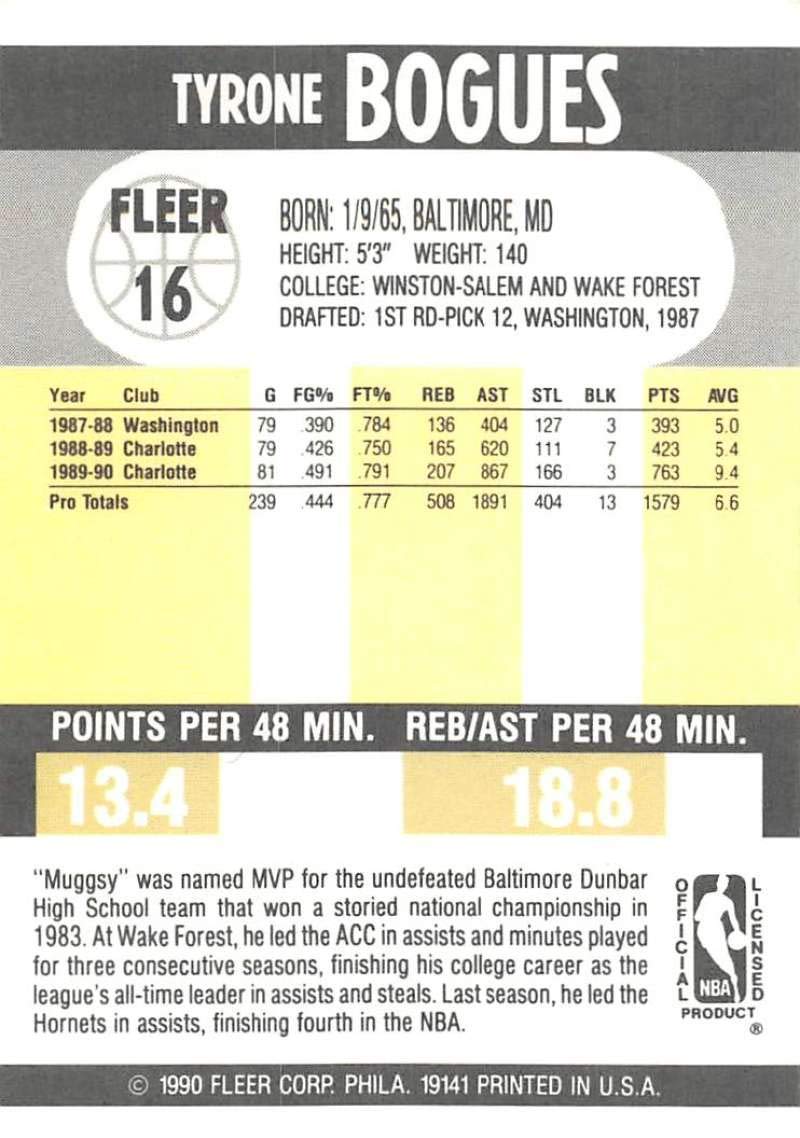 TYRONE BOGUES
FLEER
16
BORN: 1/9/65, BALTIMORE, MD
HEIGHT: 5'3" WEIGHT: 140
COLLEGE: WINSTON-SALEM AND WAKE FOREST
DRAFTED: 1ST RD-PICK 12, WASHINGTON, 1987
Year Club G FG% FT% REB AST STL BLK PTS AVG
1987-88 Washington 79 .390 .784 136 404 127 3 393 5.0
1988-89 Charlotte 79 .426 .750 165 620 111 7 423 5.4
1989-90 Charlotte 81 .491 .791 207 867 166 3 763 9.4
Pro Totals 239 .444 .777 508 1891 404 13 1579 6.6
POINTS PER 48 MIN. REB/AST PER 48 MIN.
13.4 18.8
"Muggsy" was named MVP for the undefeated Baltimore Dunbar
High School team that won a storied national championship in
1983. At Wake Forest, he led the ACC in assists and minutes played
for three consecutive seasons, finishing his college career as the
league's all-time leader in assists and steals. Last season, he led the
Hornets in assists, finishing fourth in the NBA.
OFFICIAL
NBA
LICENSED
PRODUCT
®
© 1990 FLEER CORP. PHILA. 19141 PRINTED IN U.S.A.